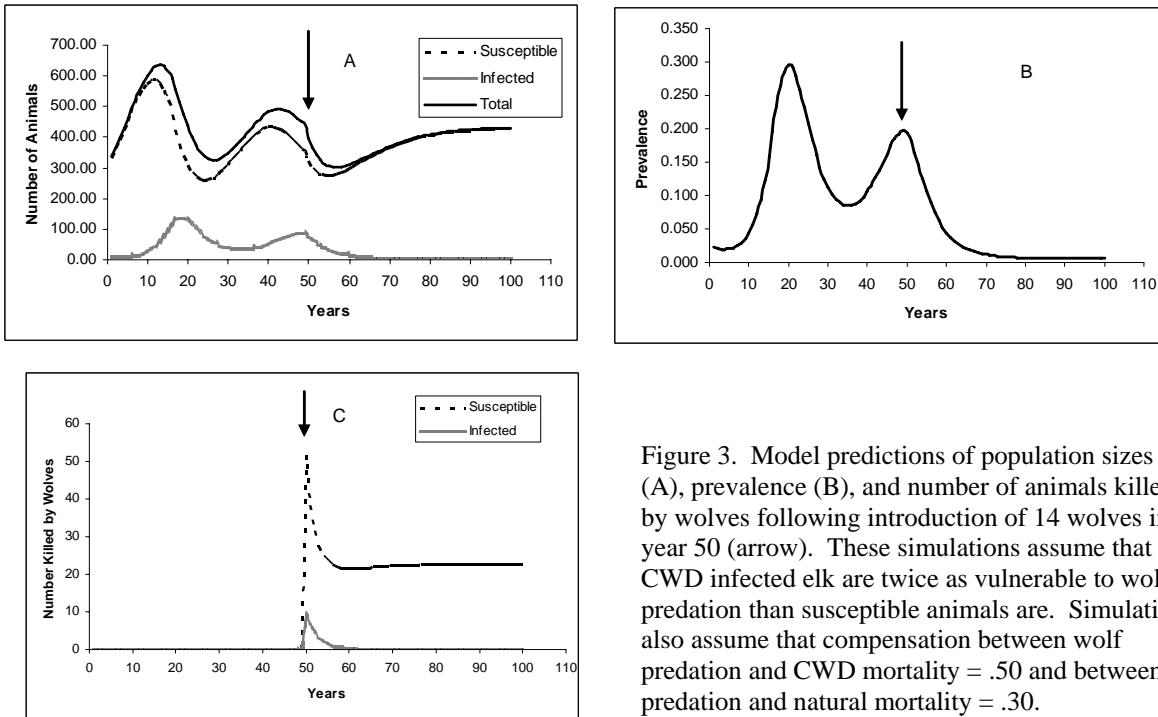 A
700.00
600.00
500.00
400.00
300.00
200.00
100.00
0.00
Number of Animals
0 10 20 30 40 50 60 70 80 90 100 110
Years
Susceptible
Infected
Total
B
0.350
0.300
0.250
0.200
0.150
0.100
0.050
0.000
Prevalence
0 10 20 30 40 50 60 70 80 90 100 110
Years
C
60
50
40
30
20
10
0
Number Killed by Wolves
0 10 20 30 40 50 60 70 80 90 100 110
Years
Susceptible
Infected
Figure 3. Model predictions of population sizes
(A), prevalence (B), and number of animals kille
by wolves following introduction of 14 wolves i
year 50 (arrow). These simulations assume that
CWD infected elk are twice as vulnerable to wol
predation than susceptible animals are. Simulati
also assume that compensation between wolf
predation and CWD mortality = .50 and between
predation and natural mortality = .30.